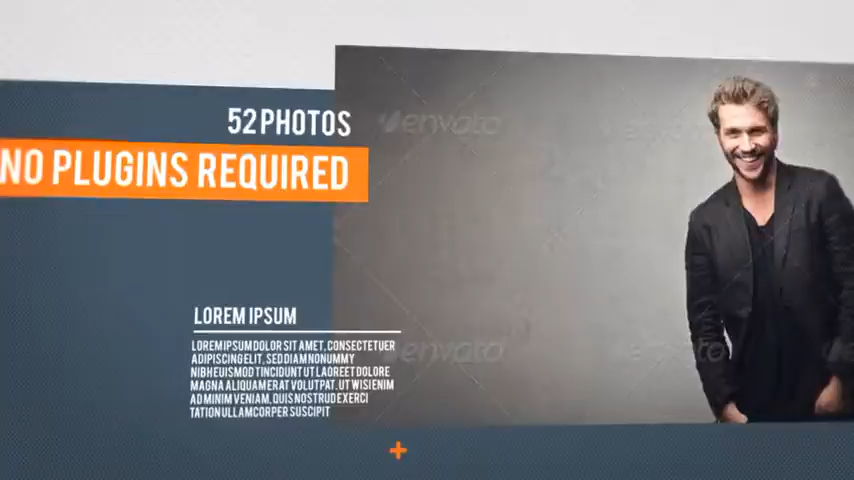 52 PHOTOS
NO PLUGINS REQUIRED
LOREM IPSUM
LOREM IPSUM DOLOR SIT AMET, CONSECTETUER
ADIPISCING ELIT, SED DIAM NONUMMY
NIBH EUISMOD TINCIDUNT UT LAOREET DOLORE
MAGNA ALIQUAM ERAT VOLUTPAT. UT WISI ENIM
AD MINIM VENIAM, QUIS NOSTRUD EXERCI
TATION ULLAMCORPER SUSCIPIT
envato
envato